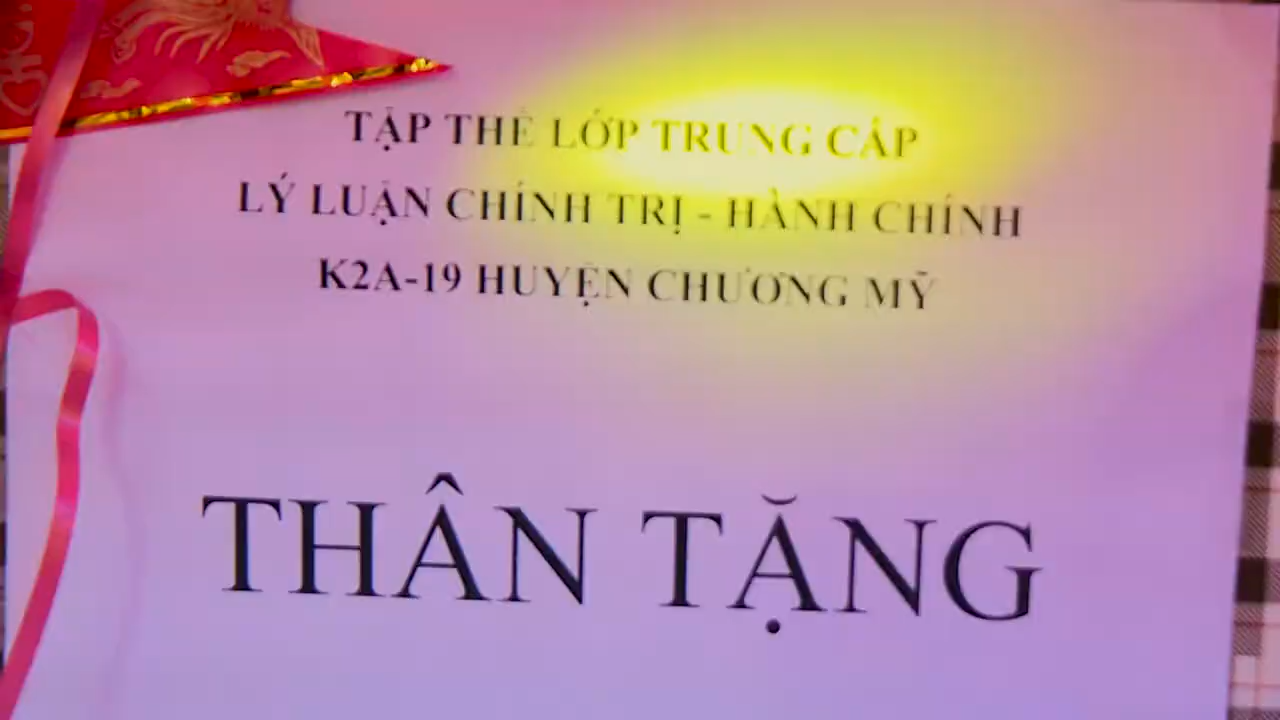 TẬP THỂ LỚP TRUNG CẤP
LÝ LUẬN CHÍNH TRỊ - HÀNH CHÍNH
K2A-19 HUYỆN CHƯƠNG MỸ
THÂN TẶNG